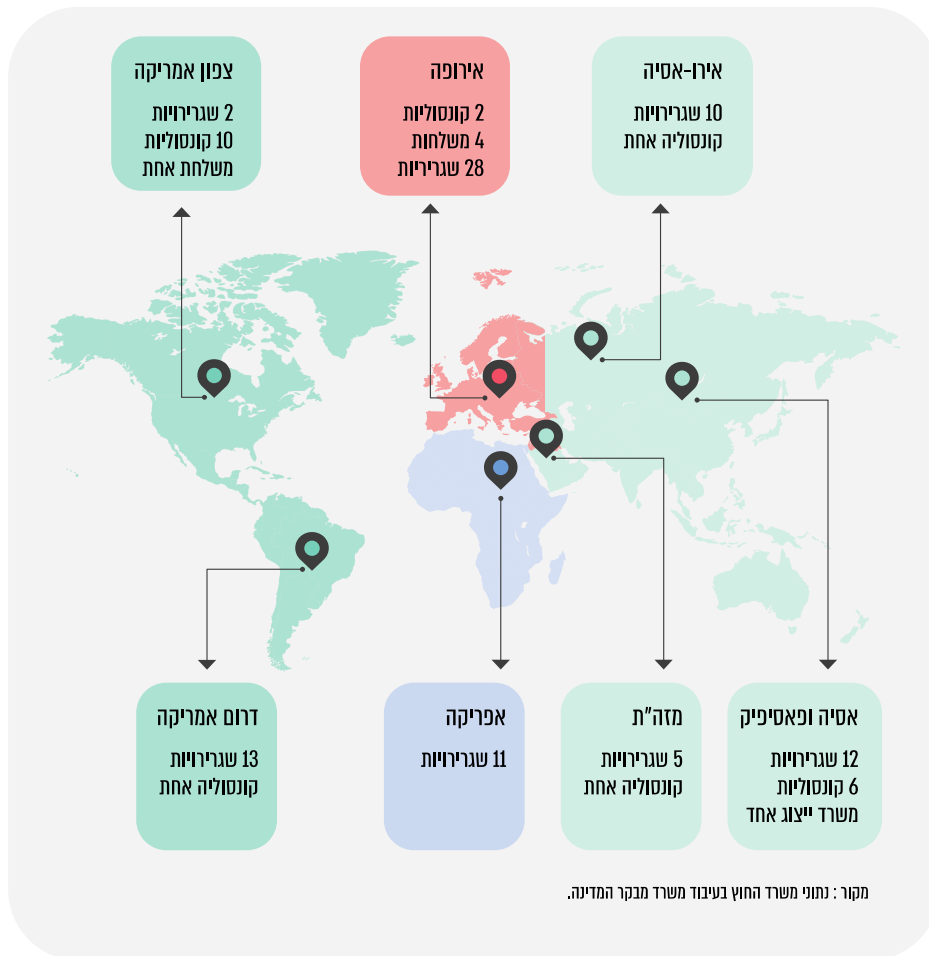 אירו-אסיה
10 שגרירויות
קונסוליה אחת
אירופה
2 קונסוליות
4 משלחות
28 שגריריות
צפון אמריקה
2 שגרירויות
10 קונסוליות
משלחת אחת
אסיה ופאסיפיק
12 שגרירויות
6 קונסוליות
משרד ייצוג אחד
מזה"ת
5 שגרירויות
קונסוליה אחת
אפריקה
11 שגרירויות
דרום אמריקה
13 שגרירויות
קונסוליה אחת
מקור : נתוני משרד החוץ בעיבוד משרד מבקר המדינה.